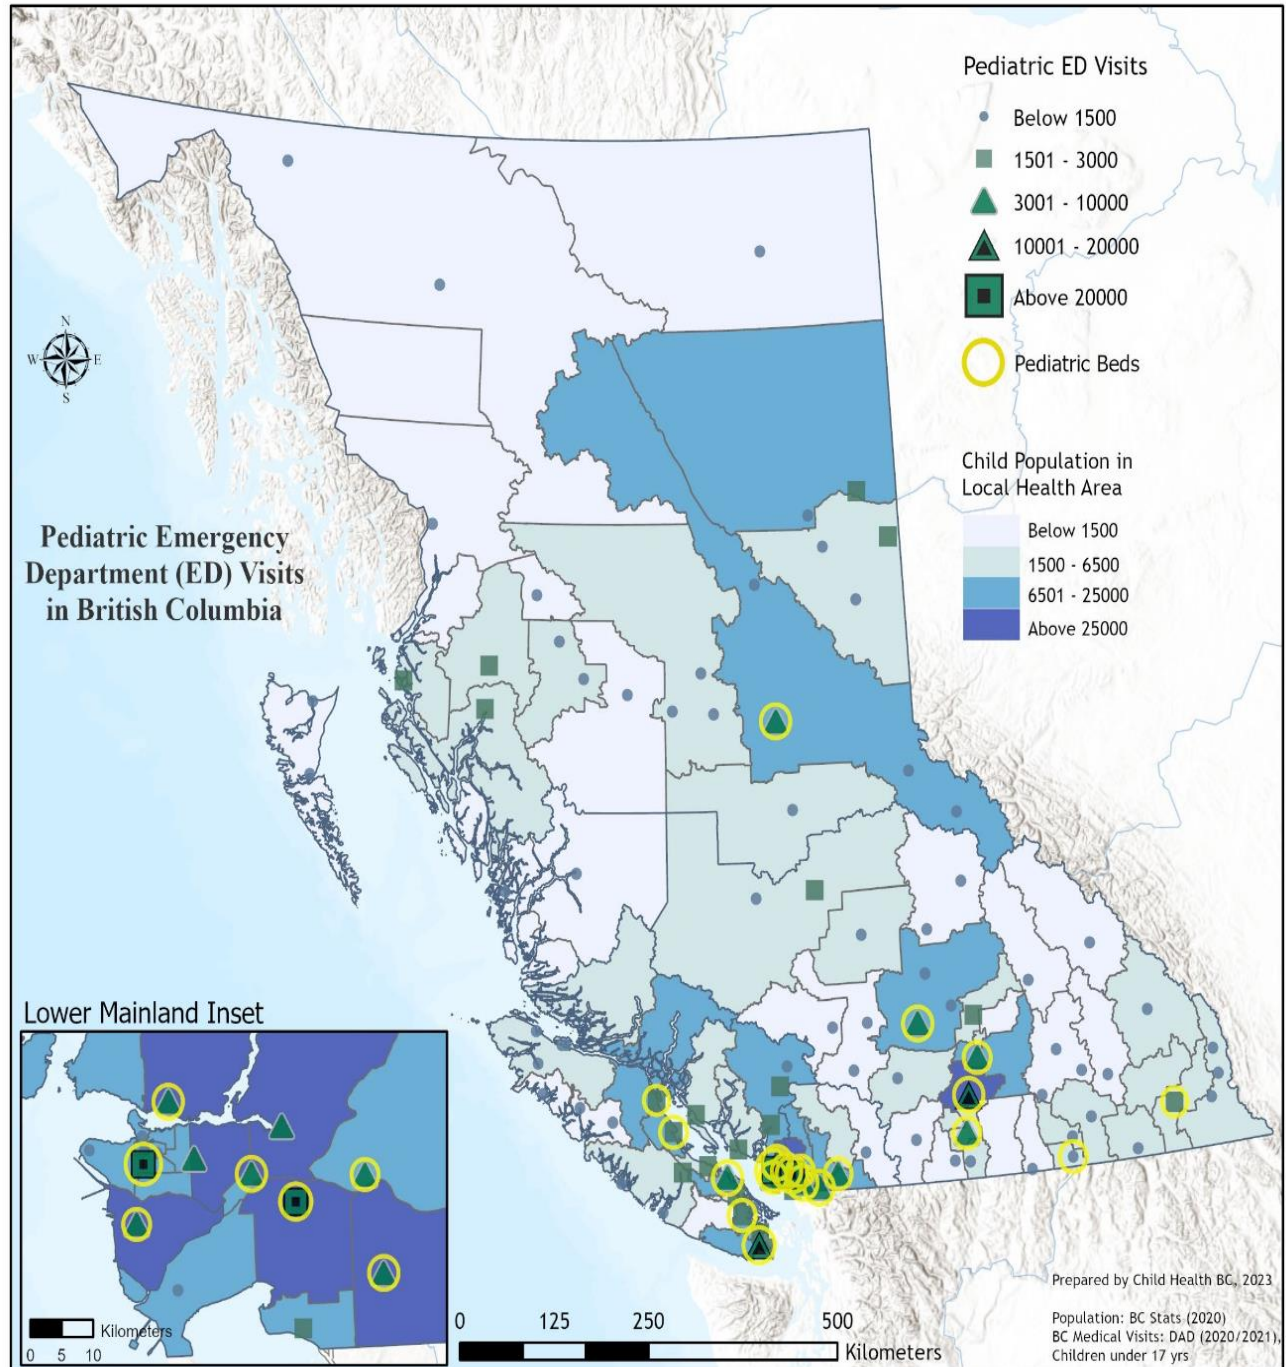 Pediatric ED Visits
Below 1500
1501 - 3000
3001 - 10000
10001 - 20000
Above 20000
Pediatric Beds
N
W
E
S
Child Population in
Local Health Area
Below 1500
1500 - 6500
6501 - 25000
Above 25000
Pediatric Emergency
Department (ED) Visits
in British Columbia
Lower Mainland Inset
Kilometers
0 5 10
0 125 250 500
Kilometers
Prepared by Child Health BC, 2023
Population: BC Stats (2020)
BC Medical Visits: DAD (2020/2021),
Children under 17 yrs